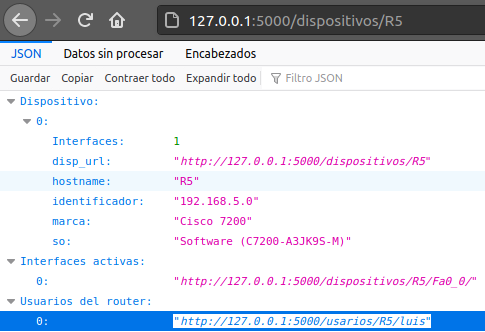 127.0.0.1:5000/dispositivos/R5
JSON Datos sin procesar Encabezados
Guardar Copiar Contraer todo Expandir todo Filtro JSON
Dispositivo:
0:
Interfaces: 1
disp_url: "http://127.0.0.1:5000/dispositivos/R5"
hostname: "R5"
identificador: "192.168.5.0"
marca: "Cisco 7200"
so: "Software (C7200-A3JK9S-M)"
Interfaces activas:
0: "http://127.0.0.1:5000/dispositivos/R5/Fa0_0/"
Usuarios del router:
0: "http://127.0.0.1:5000/usarios/R5/luis"